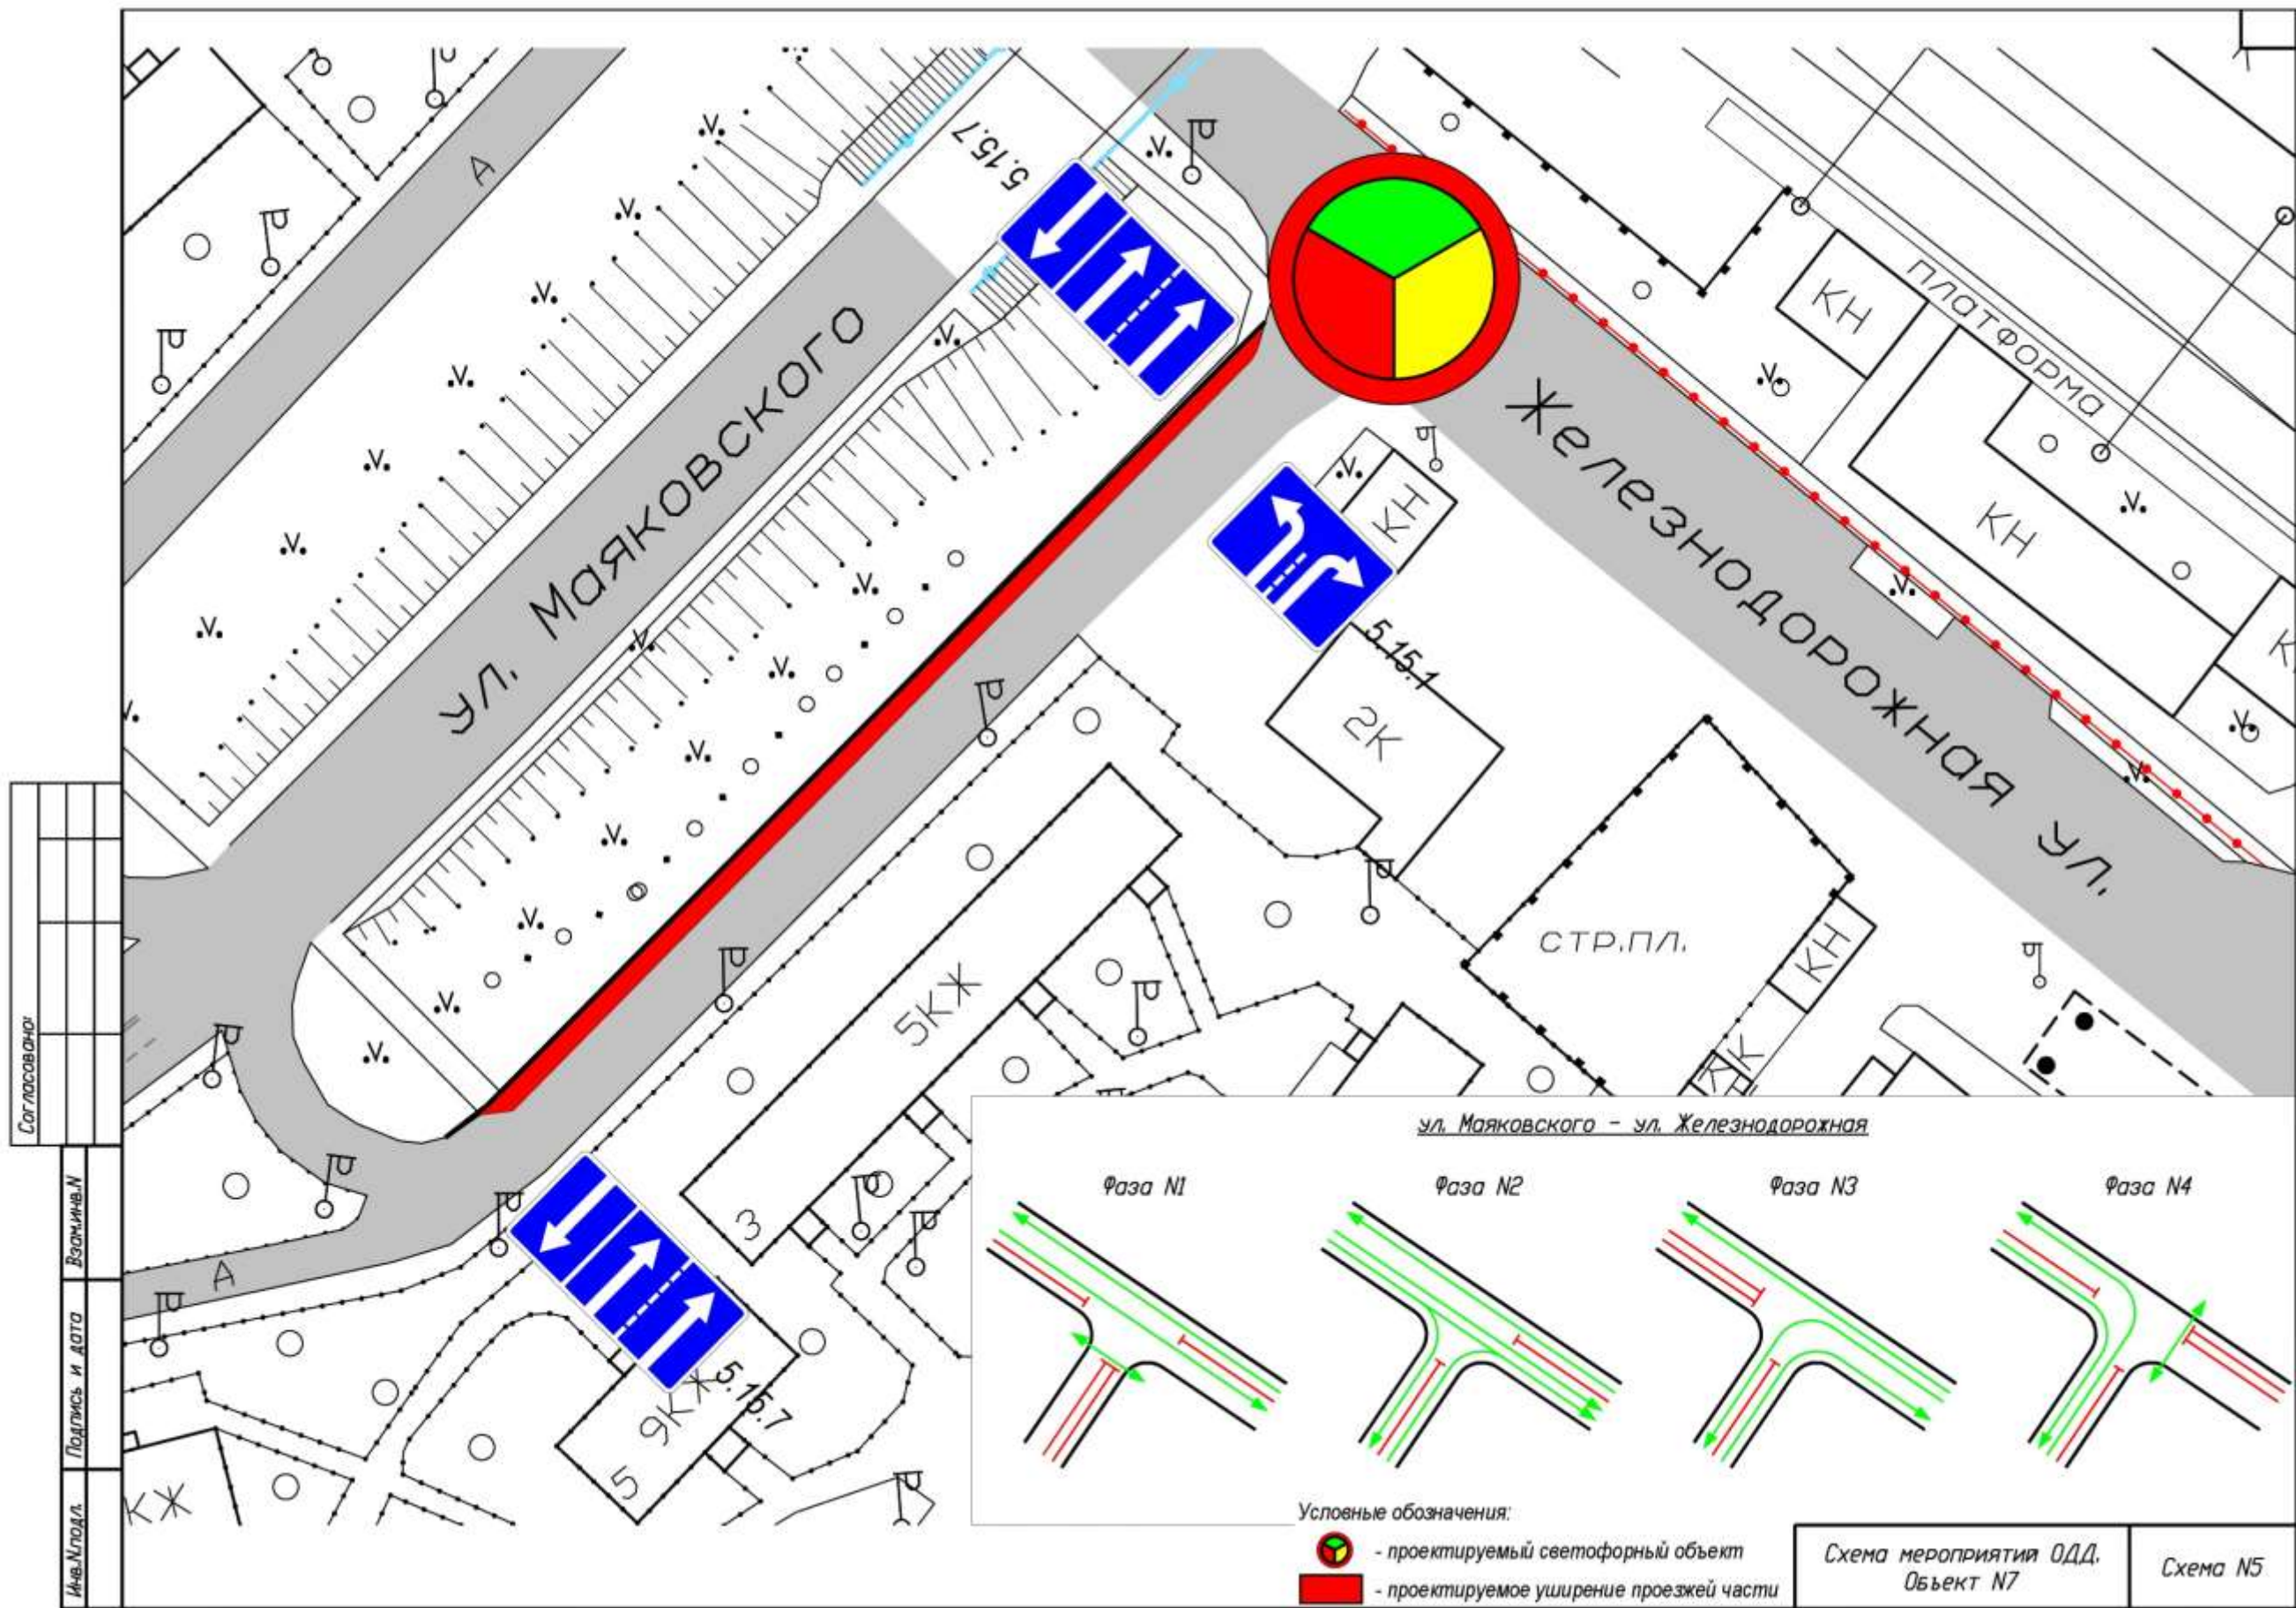 А
5.15.7
ул. Маяковского
КН
ПЛАТФОРМА
Железнодорожная ул.
КН
КН
КН
5.15.1
2К
СТР.ПЛ.
КН
5КЖ
КК
3
А
5.15.7
9КЖ
5
КЖ
Согласовано:
Взам.инв.N
Подпись и дата
Инв.N.подл.
ул. Маяковского - ул. Железнодорожная
Фаза N1
Фаза N2
Фаза N3
Фаза N4
Условные обозначения:
- проектируемый светофорный объект
- проектируемое уширение проезжей части
Схема мероприятий ОДД.
Объект N7
Схема N5